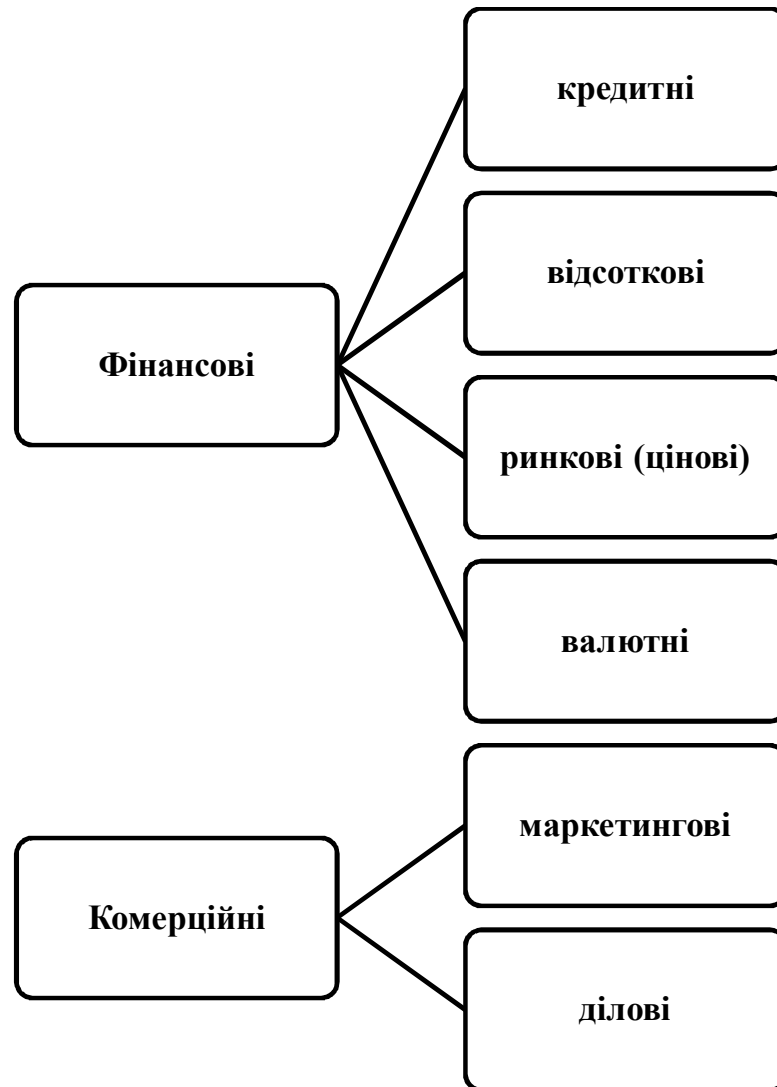 кредитні
відсоткові
Фінансові
ринкові (цінові)
валютні
маркетингові
Комерційні
ділові